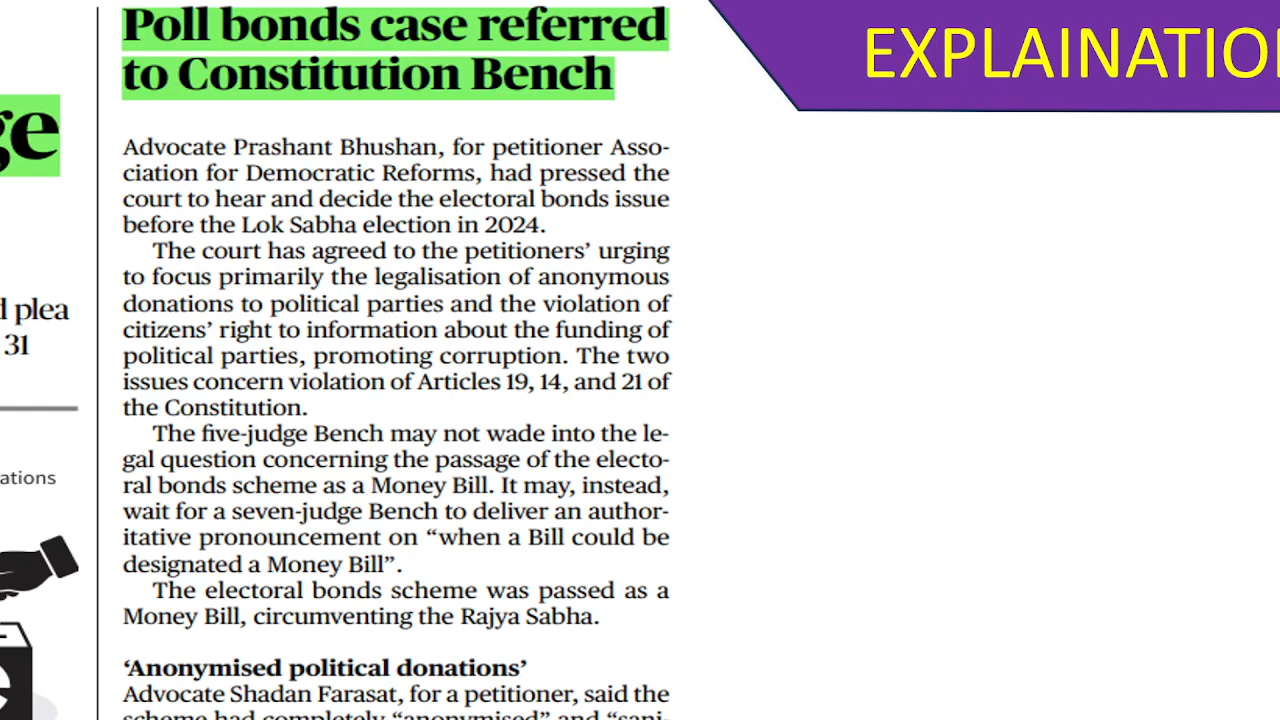 Poll bonds case referred
to Constitution Bench
EXPLAINATIO
ge
Advocate Prashant Bhushan, for petitioner Asso-
ciation for Democratic Reforms, had pressed the
court to hear and decide the electoral bonds issue
before the Lok Sabha election in 2024.
The court has agreed to the petitioners’ urging
to focus primarily the legalisation of anonymous
donations to political parties and the violation of
citizens’ right to information about the funding of
political parties, promoting corruption. The two
issues concern violation of Articles 19, 14, and 21 of
the Constitution.
The five-judge Bench may not wade into the le-
gal question concerning the passage of the electo-
ral bonds scheme as a Money Bill. It may, instead,
wait for a seven-judge Bench to deliver an author-
itative pronouncement on “when a Bill could be
designated a Money Bill”.
The electoral bonds scheme was passed as a
Money Bill, circumventing the Rajya Sabha.
‘Anonymised political donations’
Advocate Shadan Farasat, for a petitioner, said the
scheme had completely “anonymised” and “sani-
d plea
31
ations